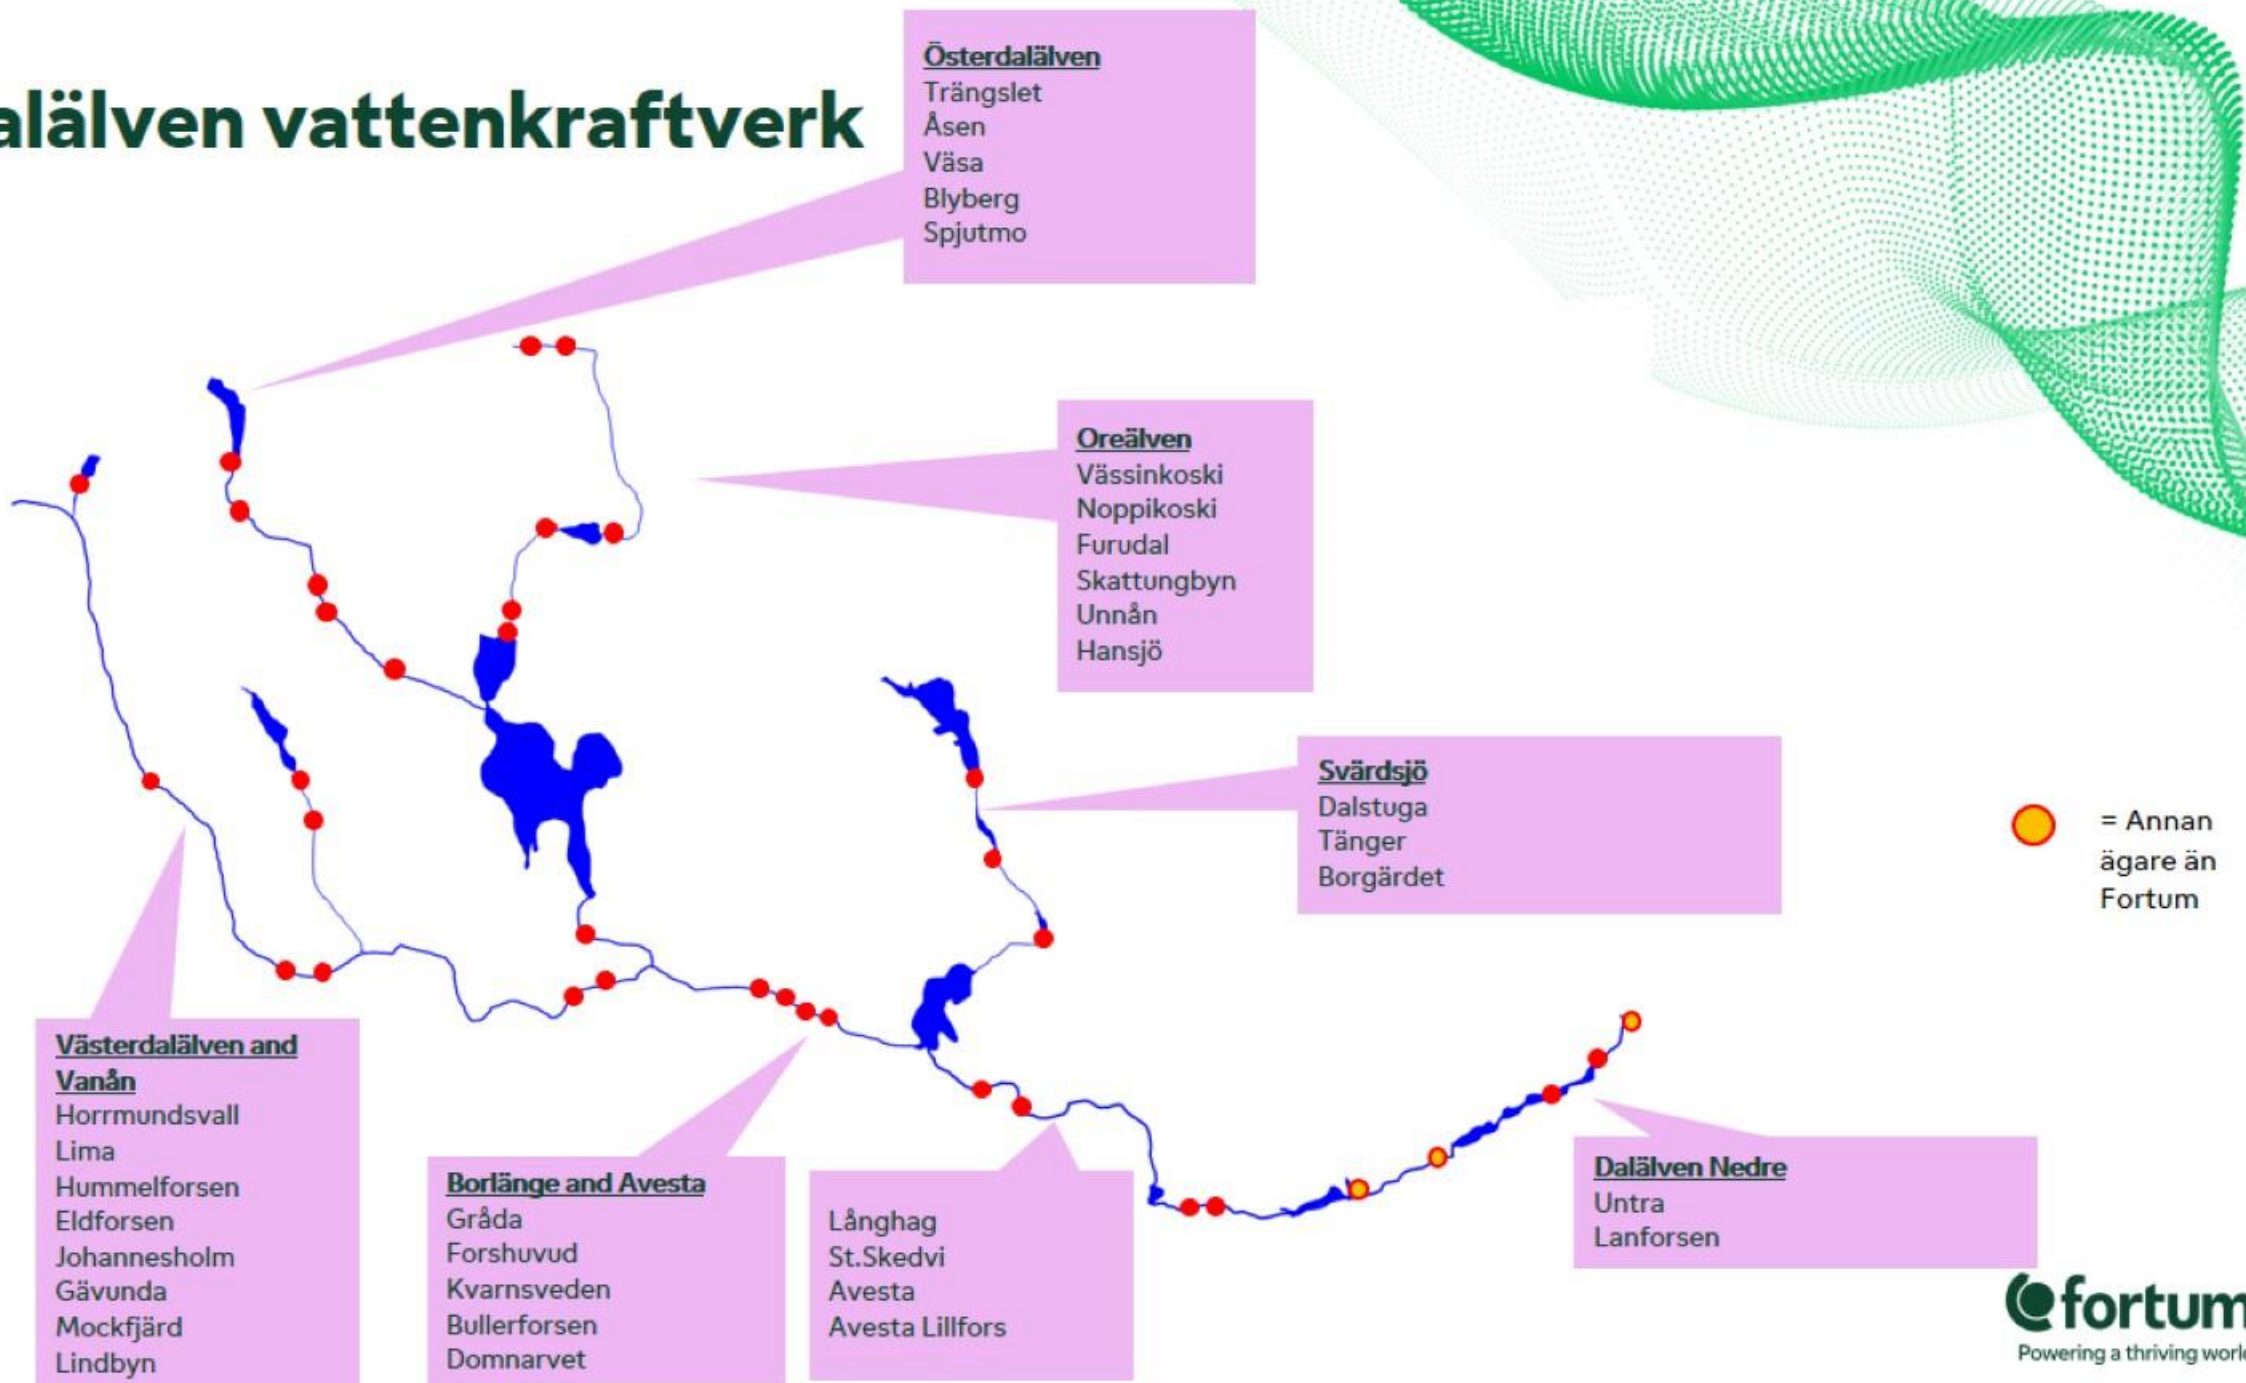 alälven vattenkraftverk
Österdalälven
Trängslet
Åsen
Väsa
Blyberg
Spjutmo
Oreälven
Vässinkoski
Noppikoski
Furudal
Skattungbyn
Unnån
Hansjö
Svärdsjö
Dalstuga
Tänger
Borgärdet
= Annan
ägare än
Fortum
Västerdalälven and
Vanån
Horrmundsvall
Lima
Hummelforsen
Eldforsen
Johannesholm
Gävunda
Mockfjärd
Lindbyn
Borlänge and Avesta
Gråda
Forshuvud
Kvarnsveden
Bullerforsen
Domnarvet
Långhag
St.Skedvi
Avesta
Avesta Lillfors
Dalälven Nedre
Untra
Lanforsen
fortum
Powering a thriving world